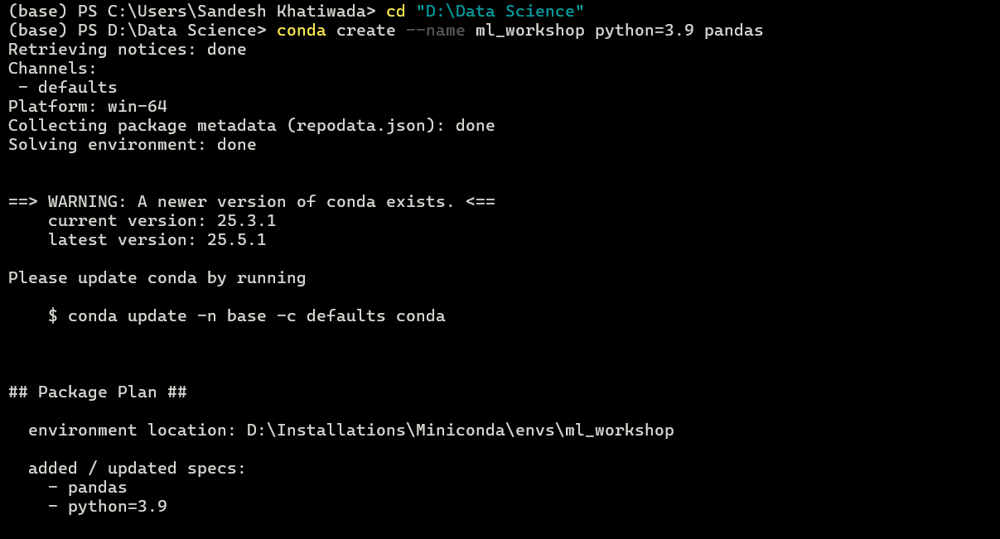 (base) PS C:\Users\Sandesh Khatiwada> cd "D:\Data Science"
(base) PS D:\Data Science> conda create --name ml_workshop python=3.9 pandas
Retrieving notices: done
Channels:
 - defaults
Platform: win-64
Collecting package metadata (repodata.json): done
Solving environment: done
==> WARNING: A newer version of conda exists. <==
    current version: 25.3.1
    latest version: 25.5.1
Please update conda by running
    $ conda update -n base -c defaults conda
## Package Plan ##
  environment location: D:\Installations\Miniconda\envs\ml_workshop
  added / updated specs:
    - pandas
    - python=3.9